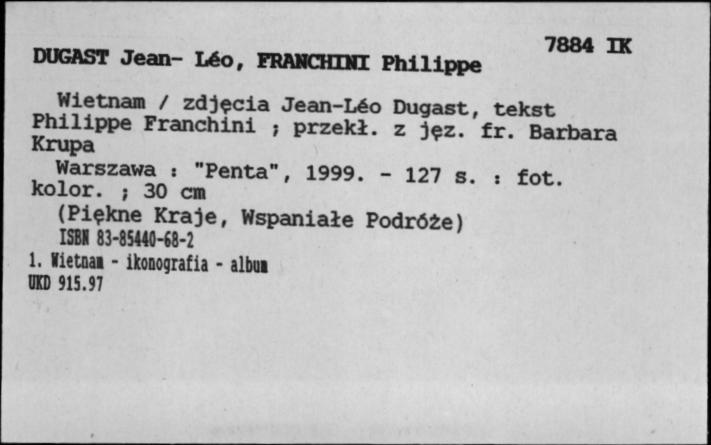 7884 IK
DUGAST Jean- Léo, FRANCHINI Philippe
Wietnam / zdjęcia Jean-Léo Dugast, tekst
Philippe Franchini ; przekł. z jęz. fr. Barbara
Krupa
Warszawa : "Penta", 1999. - 127 s. : fot.
kolor. ; 30 cm
(Piękne Kraje, Wspaniałe Podróże)
ISBN 83-85440-68-2
1. Wietnam - ikonografia - album
UKD 915.97